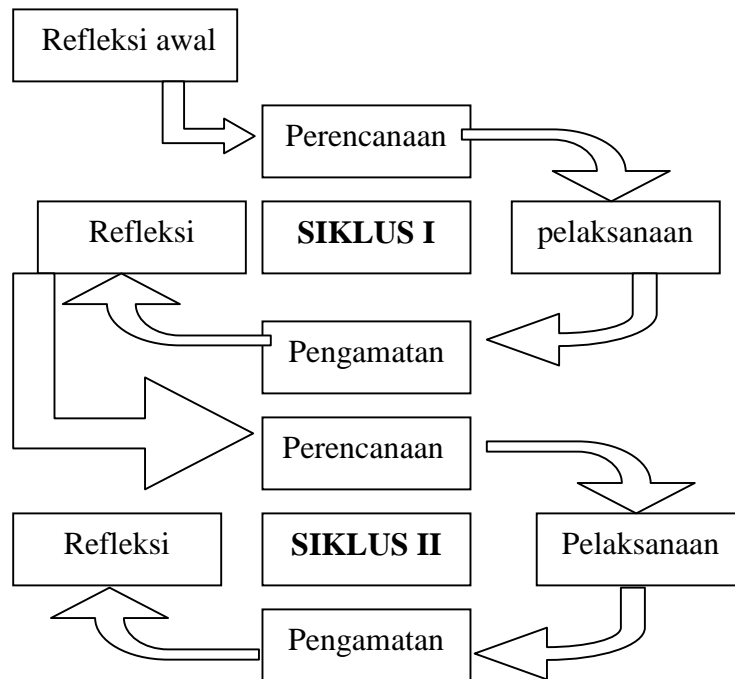 Refleksi awal
Perencanaan
Refleksi
SIKLUS I
pelaksanaan
Pengamatan
Perencanaan
Refleksi
SIKLUS II
Pelaksanaan
Pengamatan